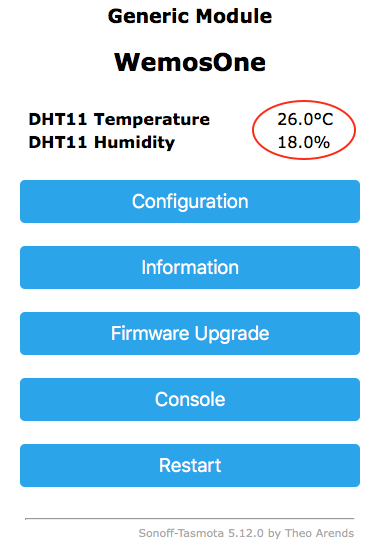 Generic Module
WemosOne
DHT11 Temperature 26.0°C
DHT11 Humidity 18.0%
Configuration
Information
Firmware Upgrade
Console
Restart
Sonoff-Tasmota 5.12.0 by Theo Arends